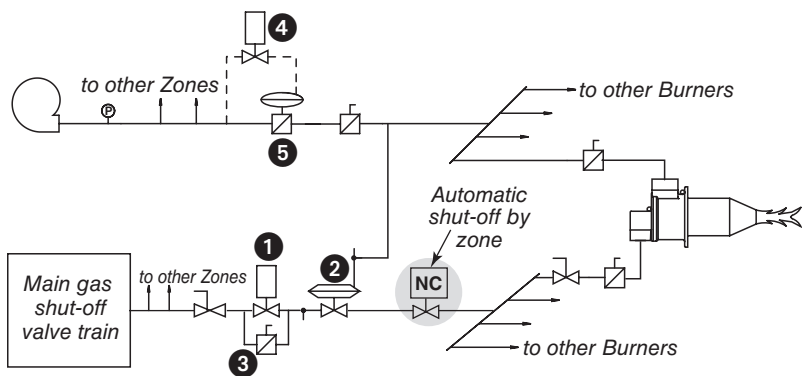 4
to other Zones
P
to other Burners
5
Automatic
shut-off by
zone
1
2
NC
Main gas
shut-off
valve train
to other Zones
3
to other Burners